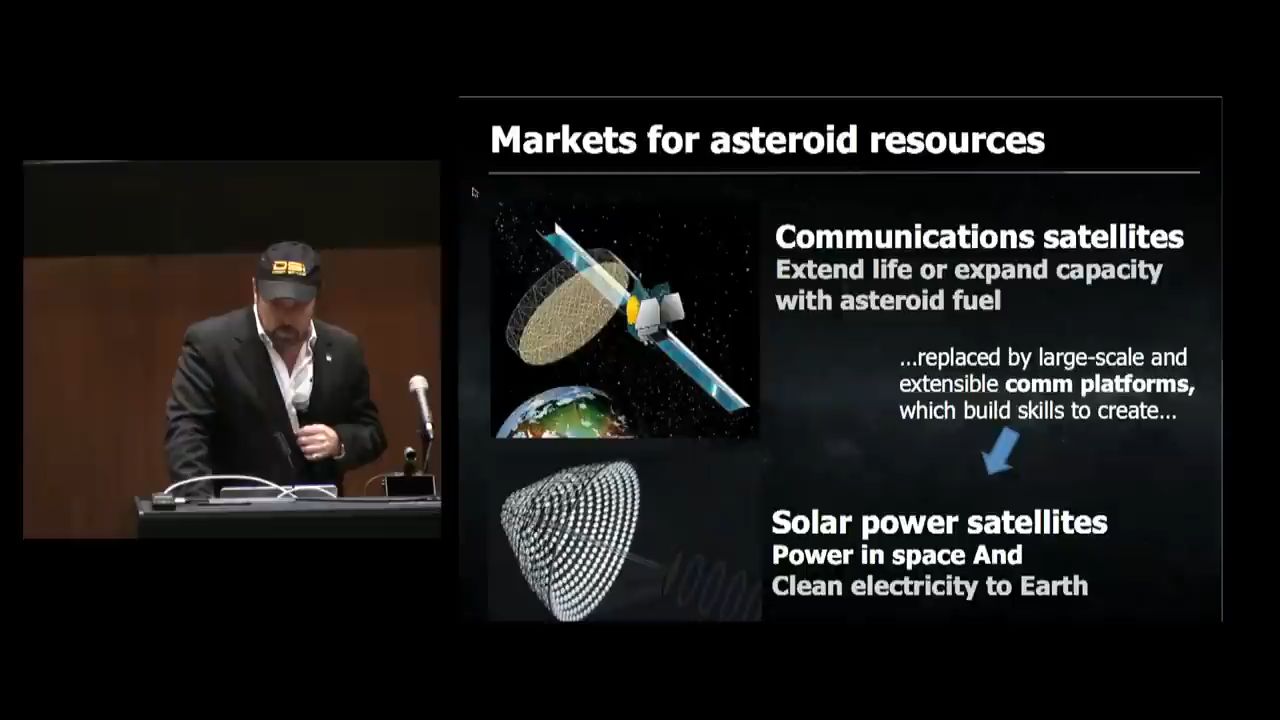 Markets for asteroid resources
DSI
Communications satellites
Extend life or expand capacity
with asteroid fuel
...replaced by large-scale and
extensible comm platforms,
which build skills to create...
Solar power satellites
Power in space And
Clean electricity to Earth